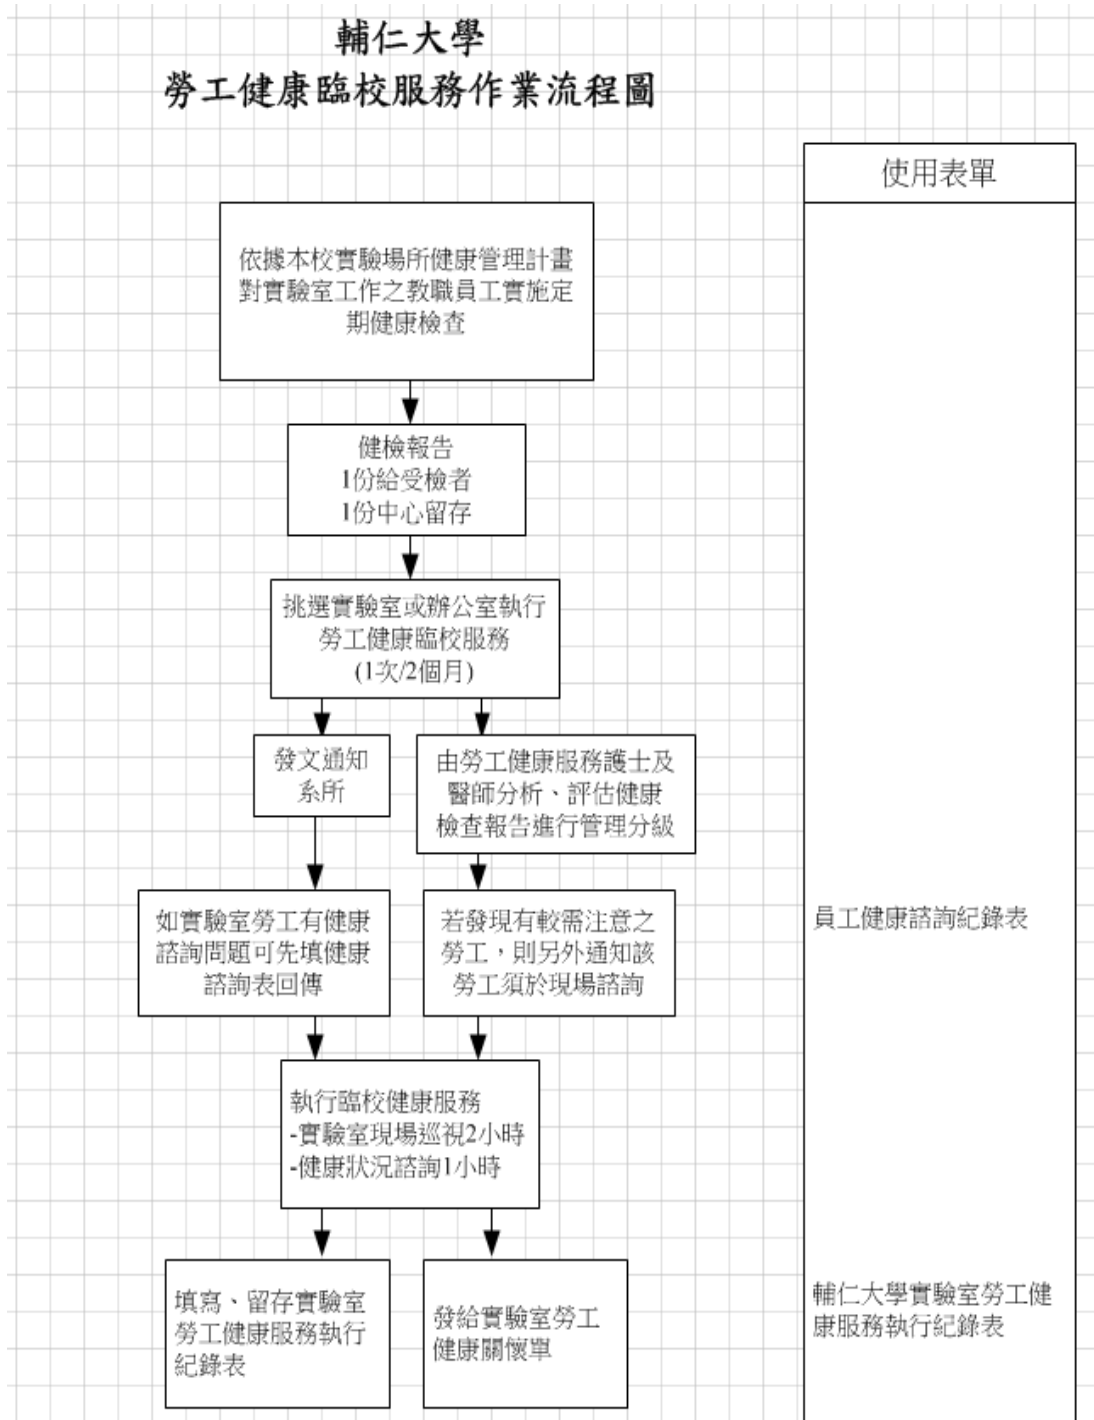 輔仁大學
勞工健康臨校服務作業流程圖
使用表單
依據本校實驗場所健康管理計畫
對實驗室工作之教職員工實施定
期健康檢查
健檢報告
1份給受檢者
1份中心留存
挑選實驗室或辦公室執行
勞工健康臨校服務
(1次/2個月)
發文通知
系所
由勞工健康服務護士及
醫師分析、評估健康
檢查報告進行管理分級
如實驗室勞工有健康
諮詢問題可先填健康
諮詢表回傳
若發現有較需注意之
勞工，則另外通知該
勞工須於現場諮詢
員工健康諮詢紀錄表
執行臨校健康服務
-實驗室現場巡視2小時
-健康狀況諮詢1小時
填寫、留存實驗室
勞工健康服務執行
紀錄表
發給實驗室勞工
健康關懷單
輔仁大學實驗室勞工健
康服務執行紀錄表